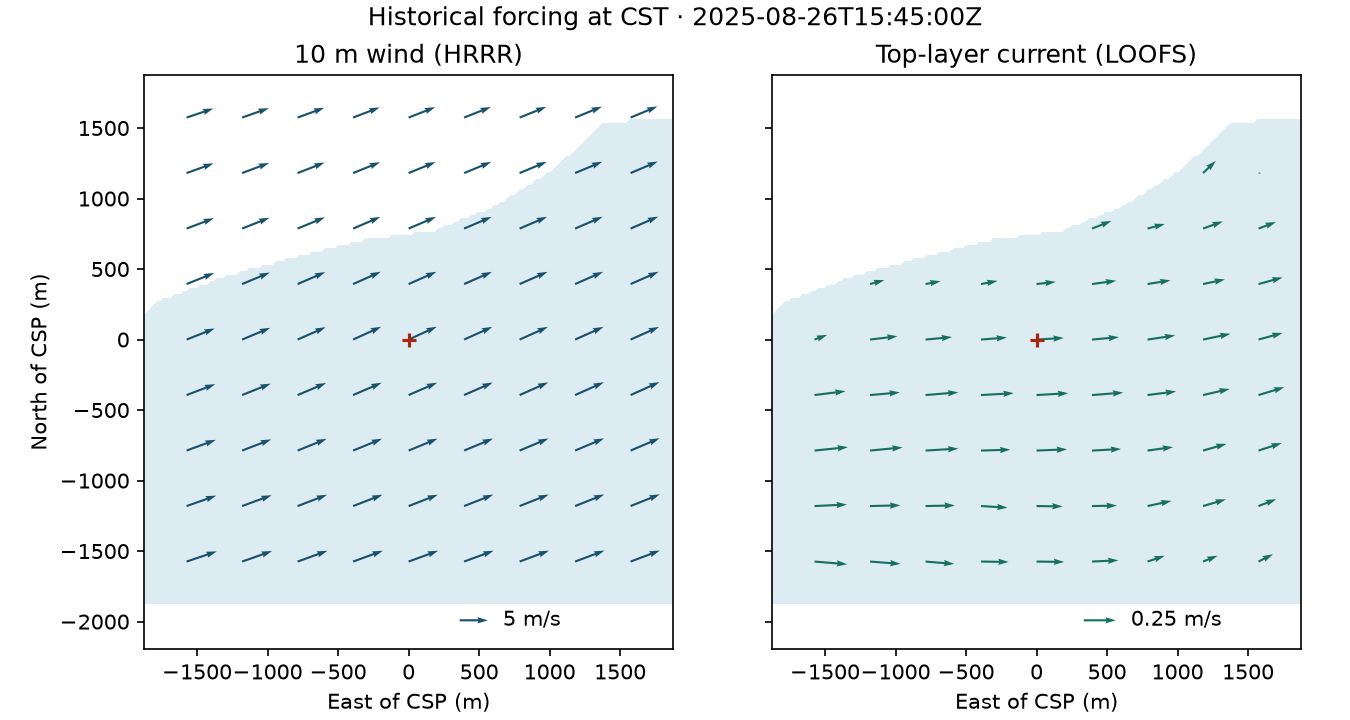 Historical forcing at CST · 2025-08-26T15:45:00Z
10 m wind (HRRR)
Top-layer current (LOOFS)
North of CSP (m)
1500
1000
500
0
−500
−1000
−1500
−2000
5 m/s
0.25 m/s
−1500 −1000 −500 0 500 1000 1500
−1500 −1000 −500 0 500 1000 1500
East of CSP (m)
East of CSP (m)